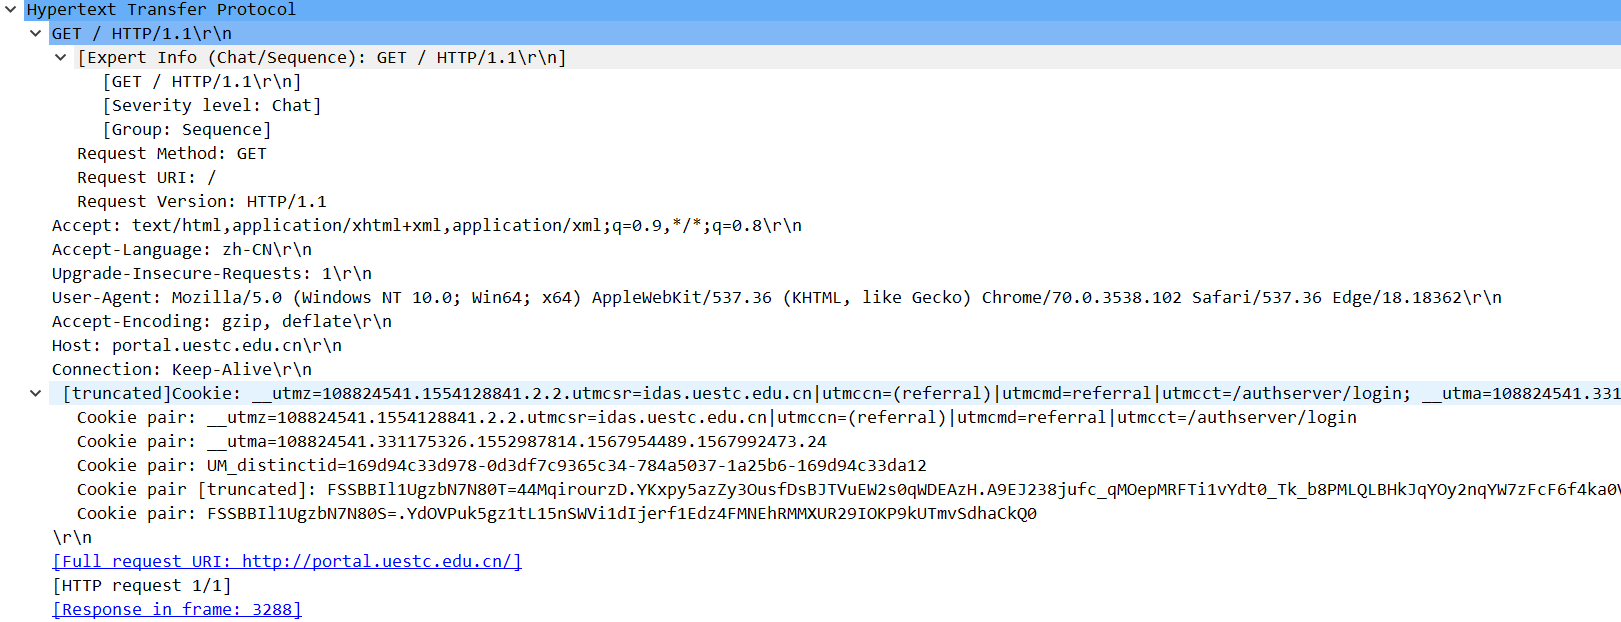 Hypertext Transfer Protocol
GET / HTTP/1.1\r\n
[Expert Info (Chat/Sequence): GET / HTTP/1.1\r\n]
[GET / HTTP/1.1\r\n]
[Severity level: Chat]
[Group: Sequence]
Request Method: GET
Request URI: /
Request Version: HTTP/1.1
Accept: text/html,application/xhtml+xml,application/xml;q=0.9,*/*;q=0.8\r\n
Accept-Language: zh-CN\r\n
Upgrade-Insecure-Requests: 1\r\n
User-Agent: Mozilla/5.0 (Windows NT 10.0; Win64; x64) AppleWebKit/537.36 (KHTML, like Gecko) Chrome/70.0.3538.102 Safari/537.36 Edge/18.18362\r\n
Accept-Encoding: gzip, deflate\r\n
Host: portal.uestc.edu.cn\r\n
Connection: Keep-Alive\r\n
[truncated]Cookie: __utmz=108824541.1554128841.2.2.utmcsr=idas.uestc.edu.cn|utmccn=(referral)|utmcmd=referral|utmcct=/authserver/login; __utma=108824541.331
Cookie pair: __utmz=108824541.1554128841.2.2.utmcsr=idas.uestc.edu.cn|utmccn=(referral)|utmcmd=referral|utmcct=/authserver/login
Cookie pair: __utma=108824541.331175326.1552987814.1567954489.1567992473.24
Cookie pair: UM_distinctid=169d94c33d978-0d3df7c9365c34-784a5037-1a25b6-169d94c33da12
Cookie pair [truncated]: FSSBBIl1UgzbN7N80T=44MqirourzD.YKxpy5azZy3OusfDsBJTVuEW2s0qWDEAzH.A9EJ238jufc_qMOepMRFTi1vYdt0_Tk_b8PMLQLBHkJqYOy2nqYW7zFcF6f4ka0V
Cookie pair: FSSBBIl1UgzbN7N80S=.YdOVPuk5gz1tL15nSWVi1dIjerf1Edz4FMNEhRMMXUR29IOKP9kUTmvSdhaCkQ0
\r\n
[Full request URI: http://portal.uestc.edu.cn/]
[HTTP request 1/1]
[Response in frame: 3288]